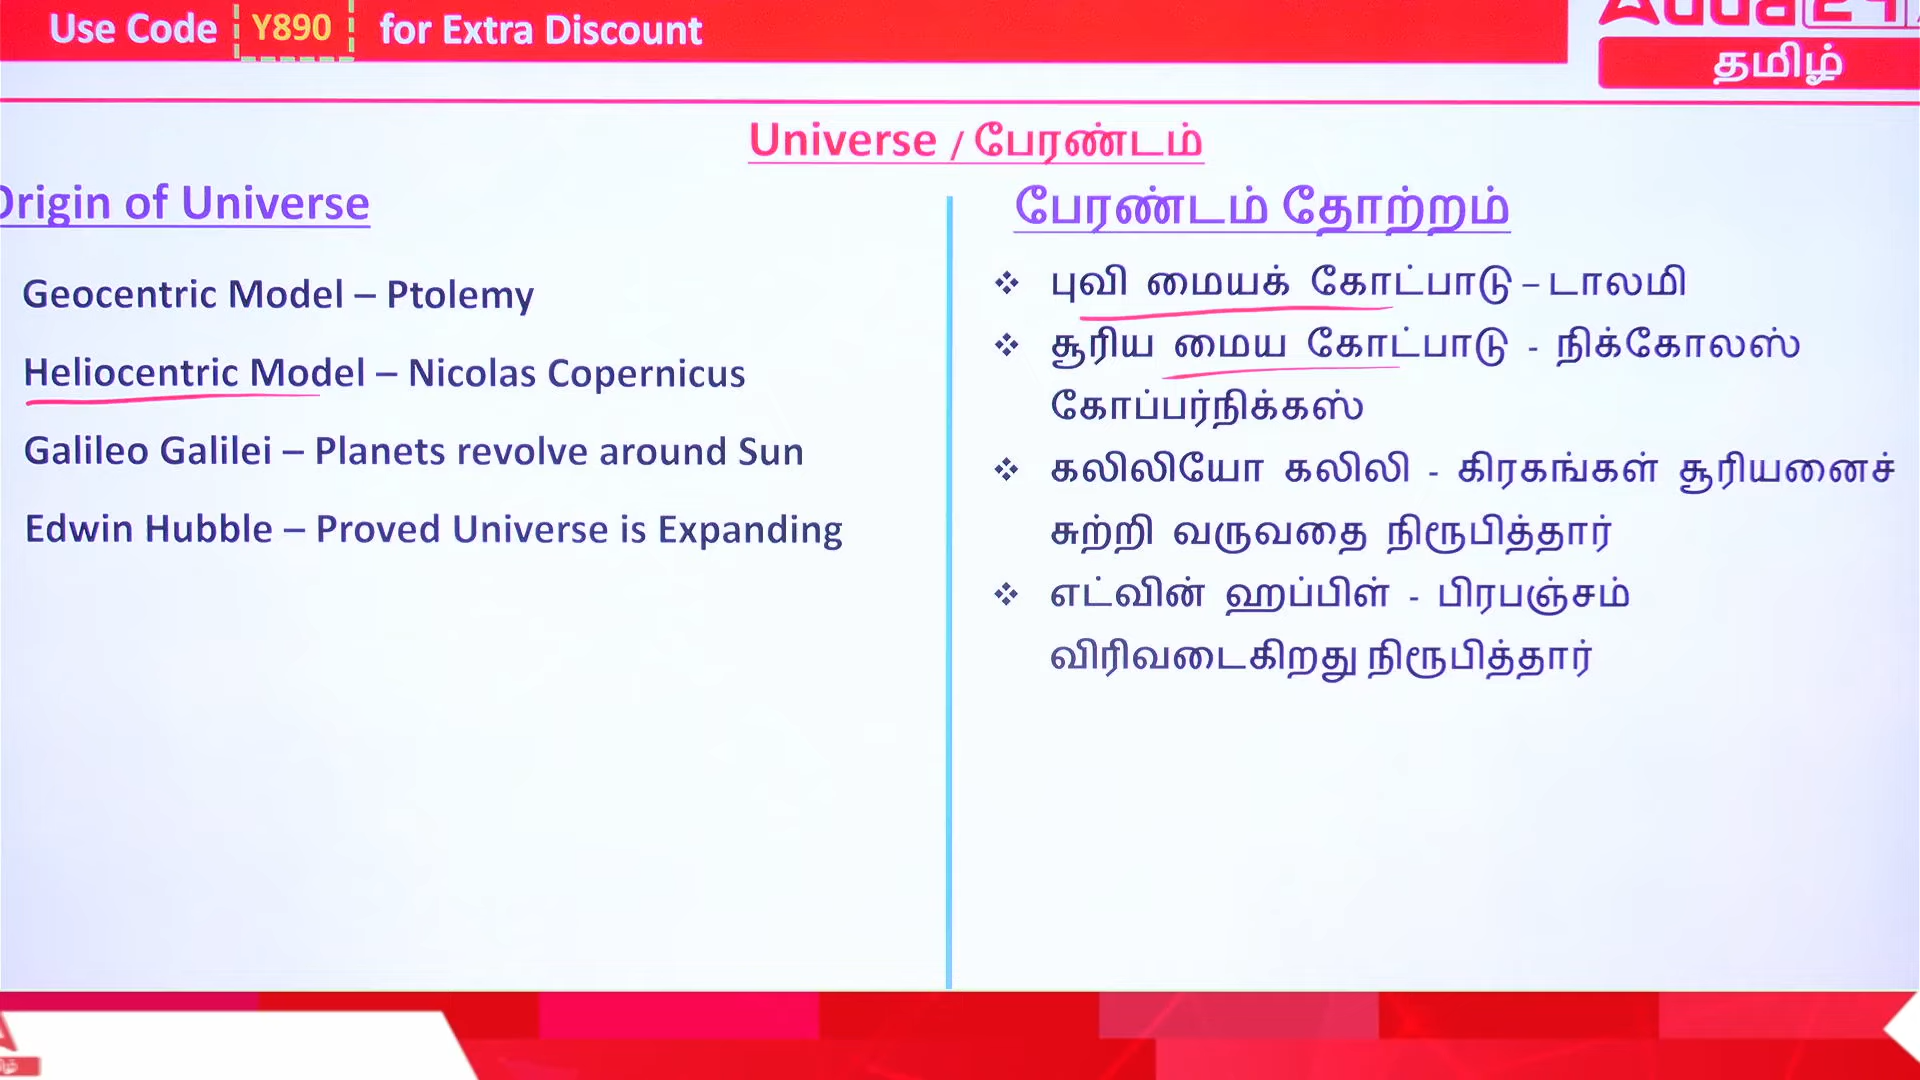 Use Code Y890 for Extra Discount
தமிழ்
Universe / பேரண்டம்
Origin of Universe
Geocentric Model – Ptolemy
Heliocentric Model – Nicolas Copernicus
Galileo Galilei – Planets revolve around Sun
Edwin Hubble – Proved Universe is Expanding
பேரண்டம் தோற்றம்
❖ புவி மையக் கோட்பாடு – டாலமி
❖ சூரிய மைய கோட்பாடு - நிக்கோலஸ்
கோப்பர்நிக்கஸ்
❖ கலிலியோ கலிலி - கிரகங்கள் சூரியனைச்
சுற்றி வருவதை நிரூபித்தார்
❖ எட்வின் ஹப்பிள் - பிரபஞ்சம்
விரிவடைகிறது நிரூபித்தார்